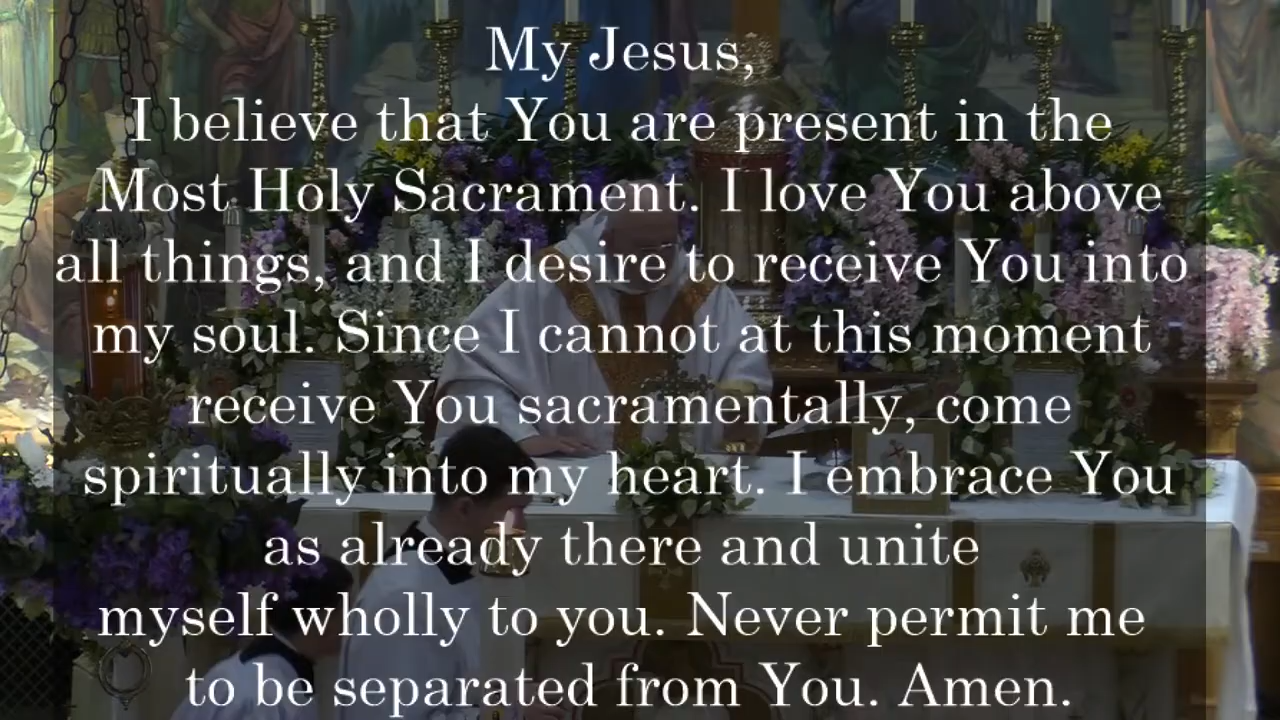 My Jesus,
I believe that You are present in the
Most Holy Sacrament. I love You above
all things, and I desire to receive You into
my soul. Since I cannot at this moment
receive You sacramentally, come
spiritually into my heart. I embrace You
as already there and unite
myself wholly to you. Never permit me
to be separated from You. Amen.